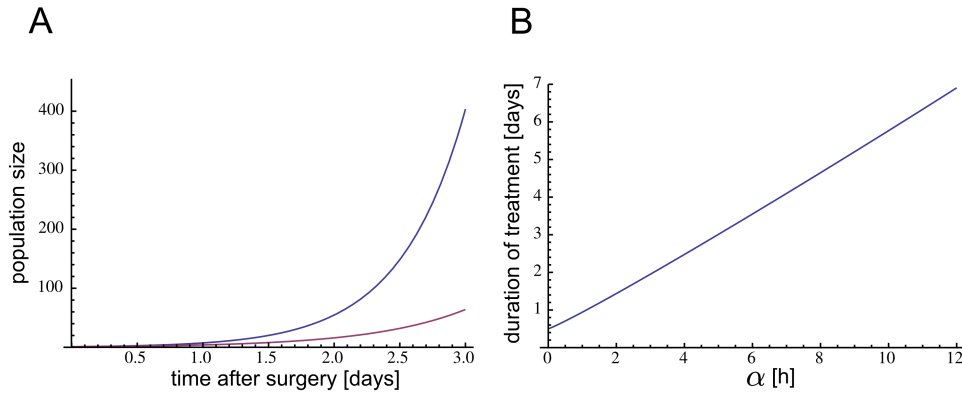 A
400
300
200
100
population size
0.5 1.0 1.5 2.0 2.5 3.0
time after surgery [days]
B
7
6
5
4
3
2
1
duration of treatment [days]
0 2 4 6 8 10 12
α [h]